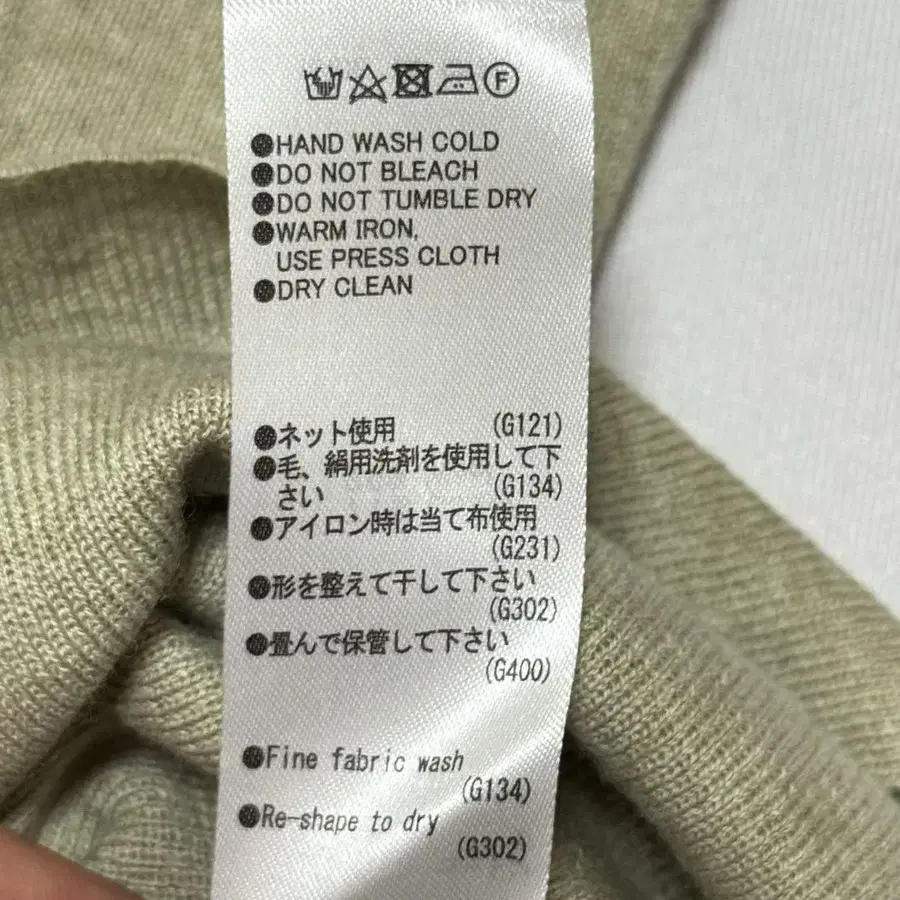 F
●HAND WASH COLD
●DO NOT BLEACH
●DO NOT TUMBLE DRY
●WARM IRON,
USE PRESS CLOTH
●DRY CLEAN
●ネット使用 (G121)
●毛、絹用洗剤を使用して下
さい (G134)
●アイロン時は当て布使用
(G231)
●形を整えて干して下さい
(G302)
●畳んで保管して下さい
(G400)
●Fine fabric wash
(G134)
●Re-shape to dry
(G302)